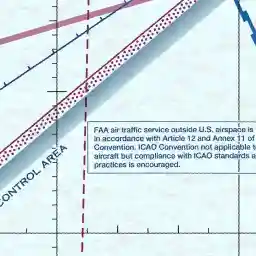 FAA air traffic service outside U.S. airspace is
in accordance with Article 12 and Annex 11 of
Convention. ICAO Convention not applicable to
aircraft but compliance with ICAO standards a
practices is encouraged.
CONTROL AREA